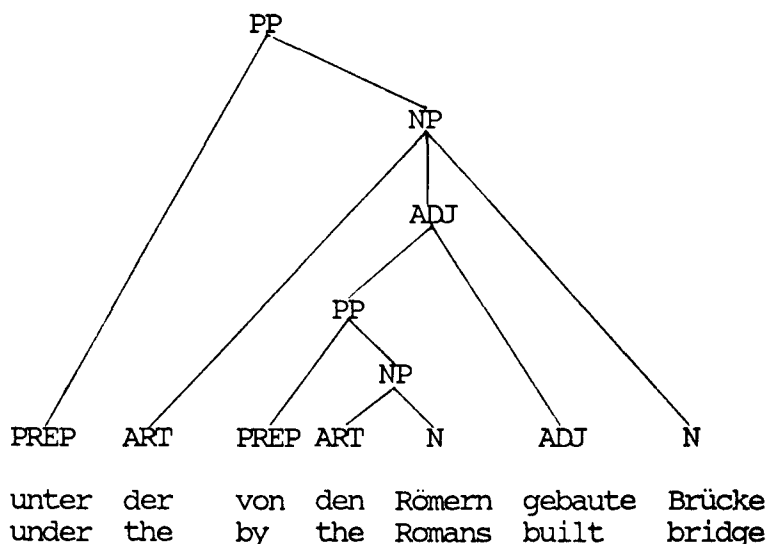 PP
NP
ADJ
PP
NP
PREP ART PREP ART N ADJ N
unter der von den Römern gebaute Brücke
under the by the Romans built bridge